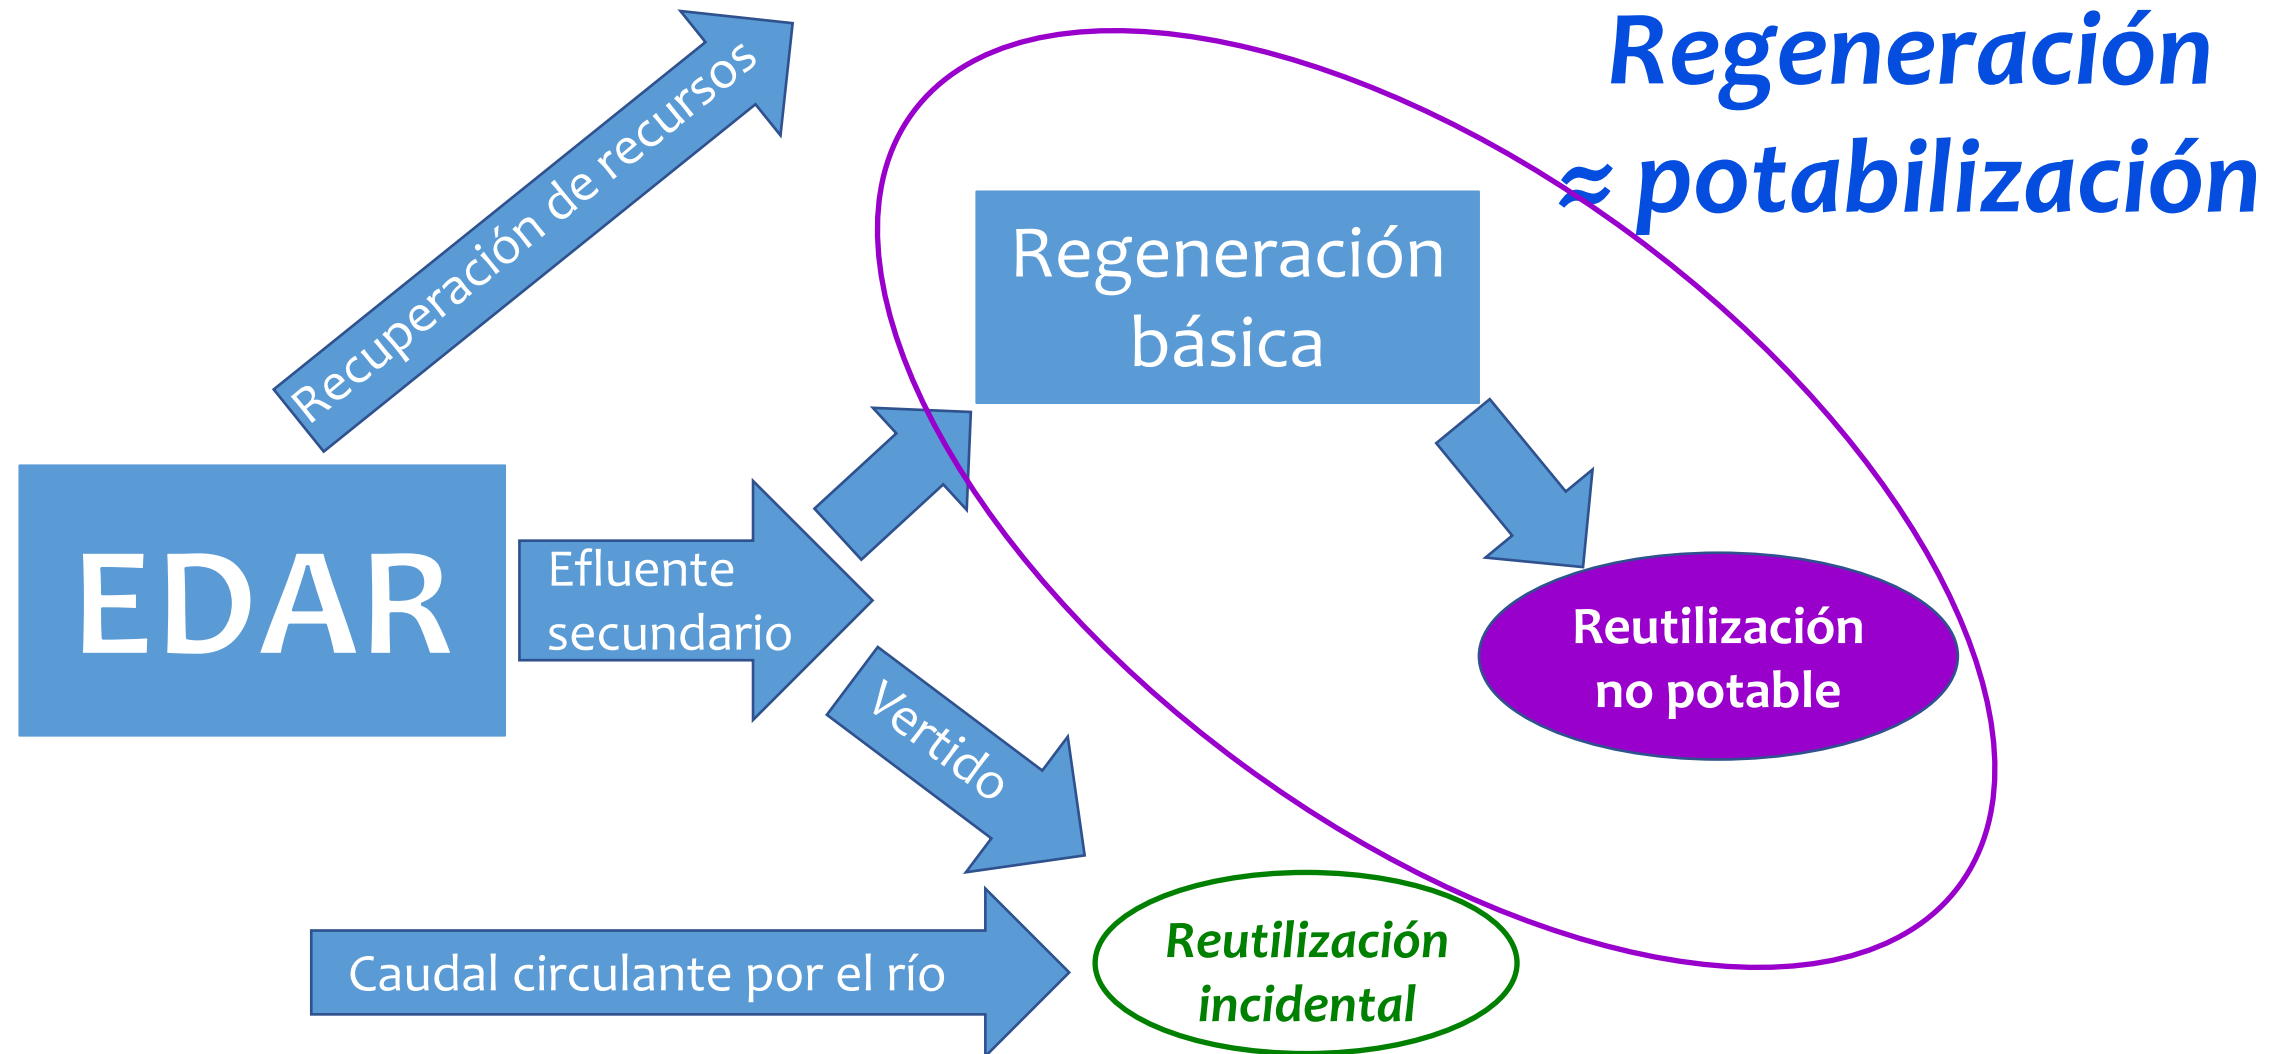 Regeneración
≈ potabilización
Recuperación de recursos
Regeneración
básica
EDAR
Efluente
secundario
Reutilización
no potable
Vertido
Caudal circulante por el río
Reutilización
incidental